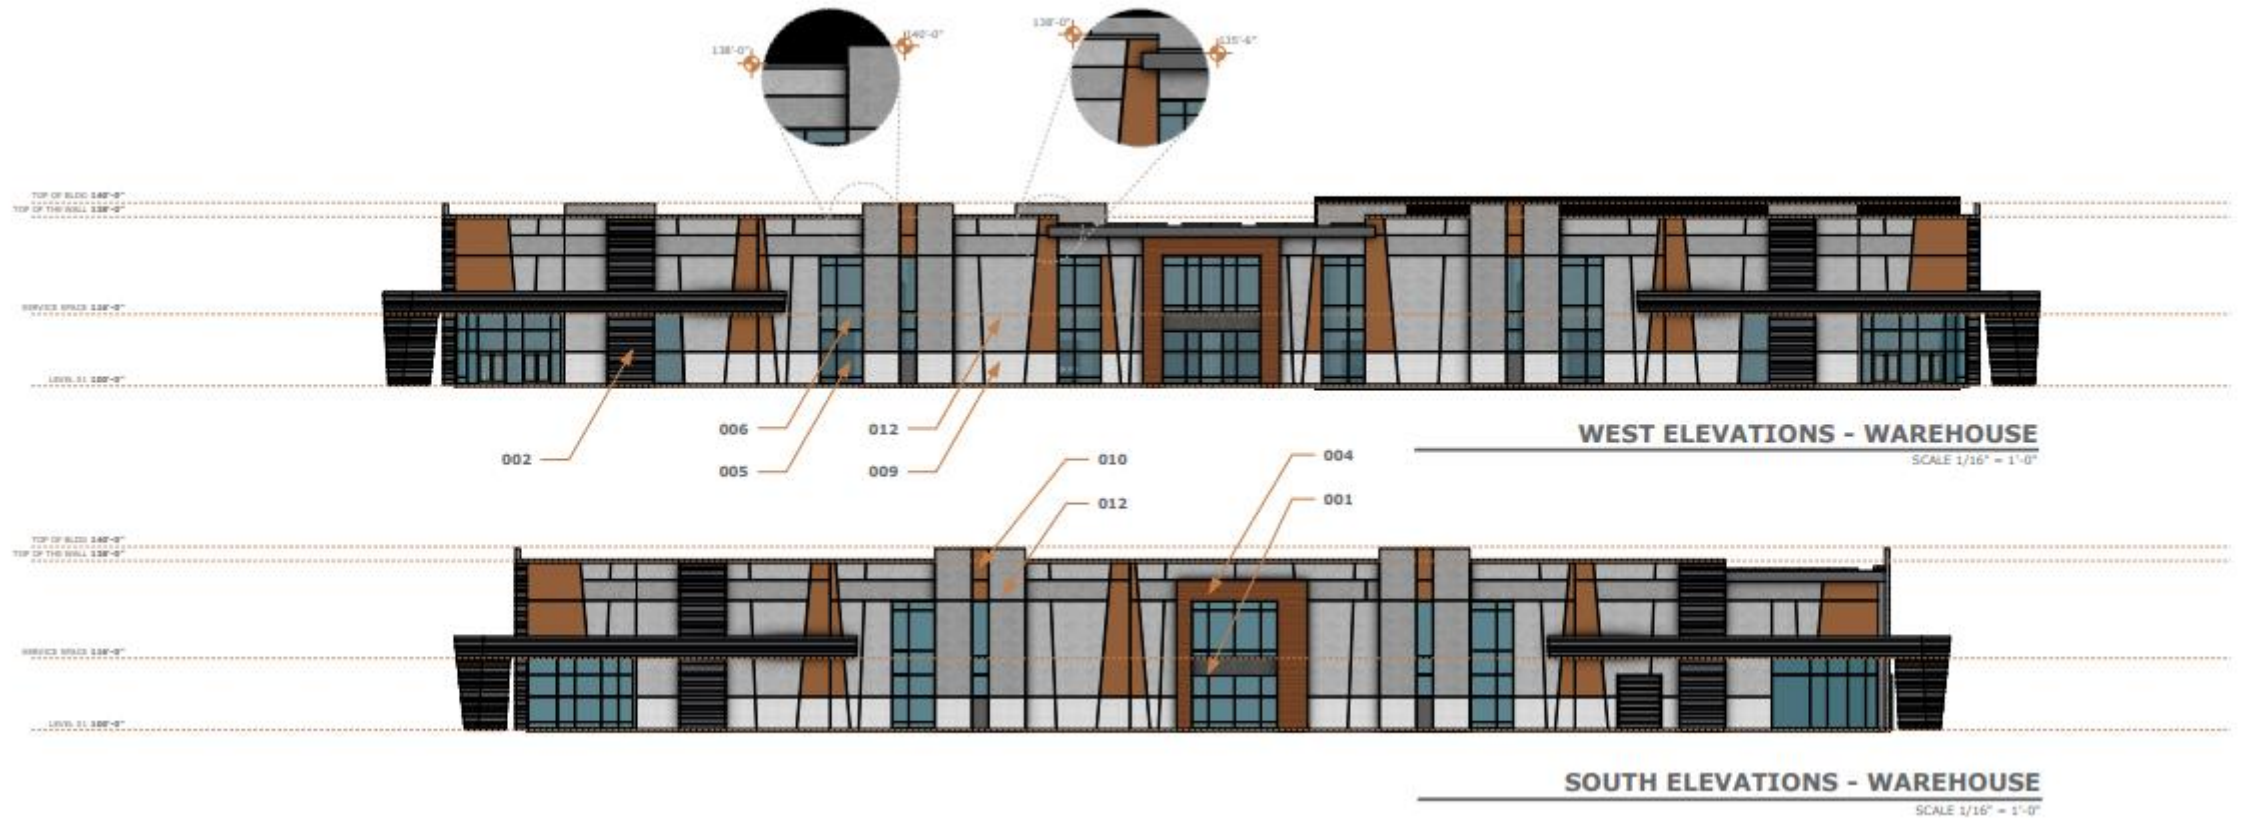 138'-0"
140'-0"
138'-0"
135'-6"
TOP OF BLDG 140'-0"
TOP OF THE WALL 138'-0"
SERVICE SPACE 116'-0"
LEVEL 01 100'-0"
006
012
002
005
009
WEST ELEVATIONS - WAREHOUSE
SCALE 1/16" = 1'-0"
010
004
012
001
TOP OF BLDG 140'-0"
TOP OF THE WALL 138'-0"
SERVICE SPACE 116'-0"
LEVEL 01 100'-0"
SOUTH ELEVATIONS - WAREHOUSE
SCALE 1/16" = 1'-0"